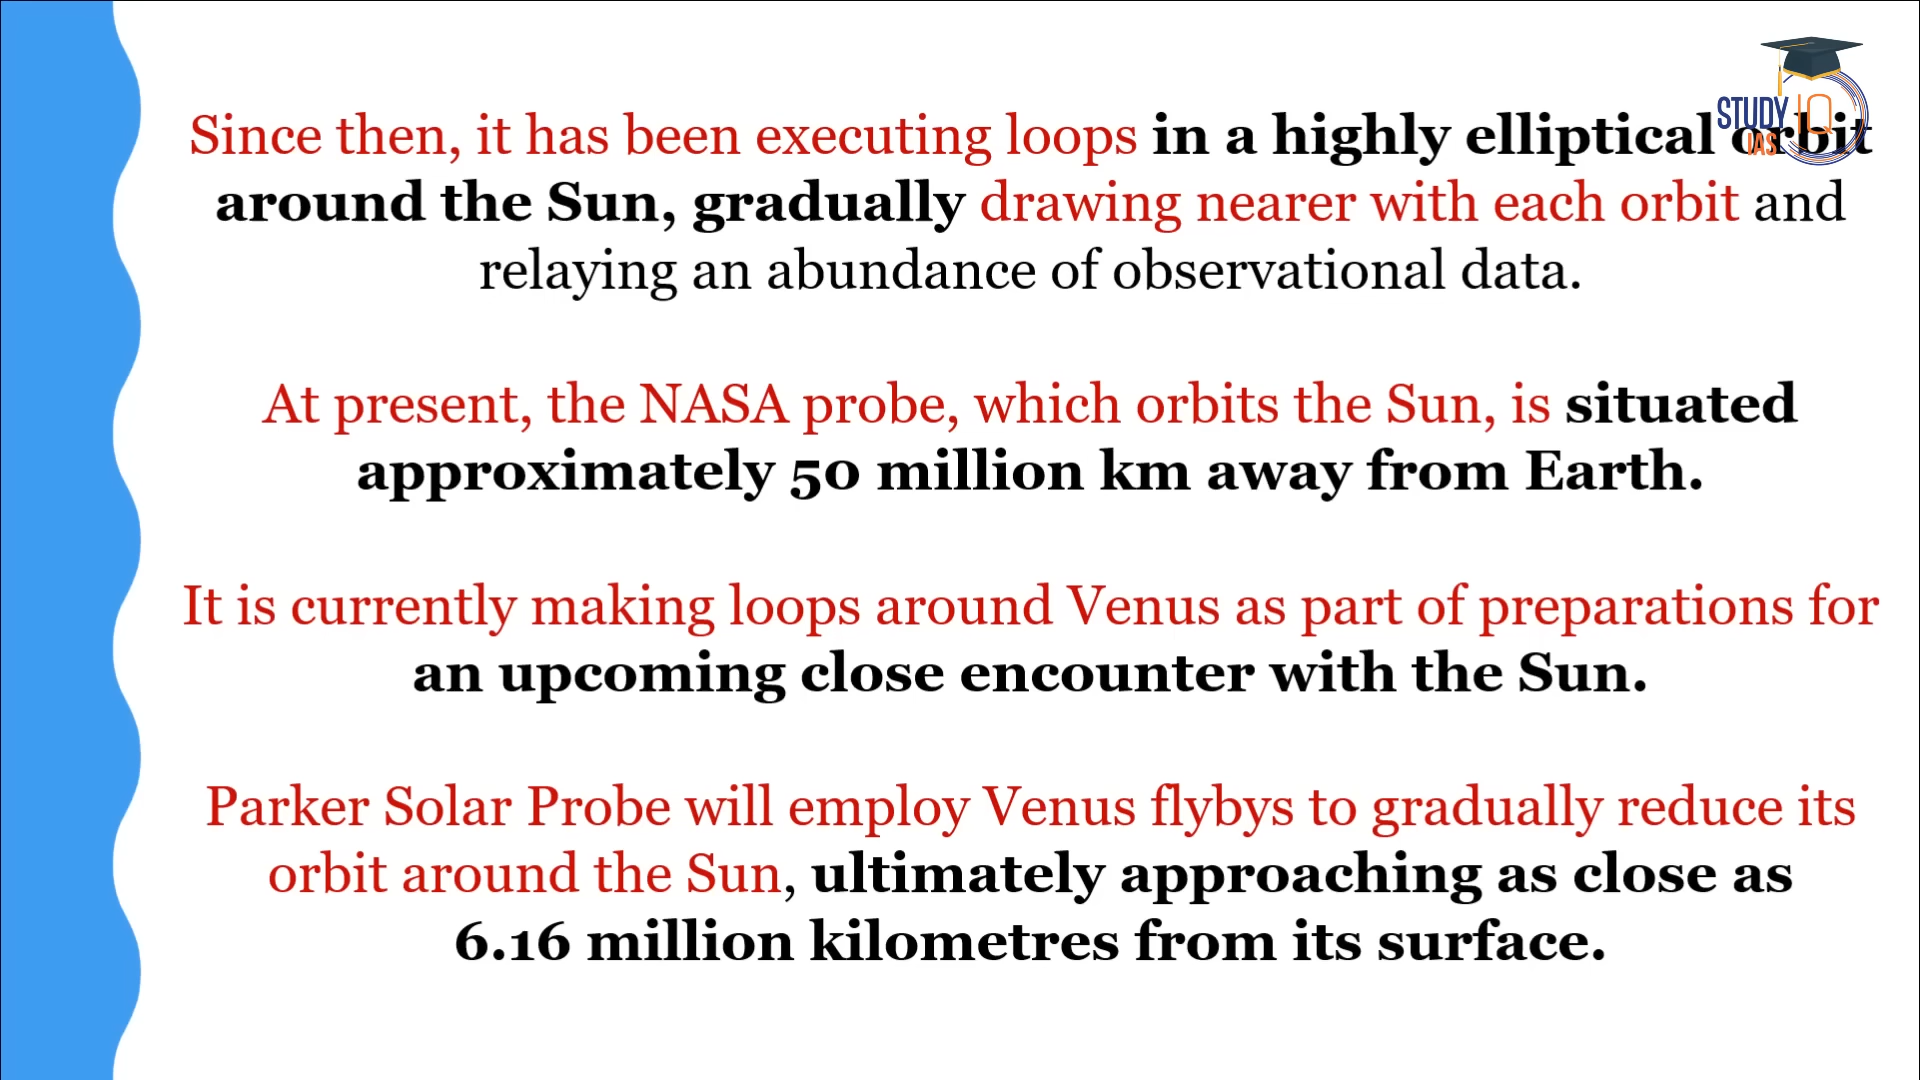 Since then, it has been executing loops in a highly elliptical orbit
around the Sun, gradually drawing nearer with each orbit and
relaying an abundance of observational data.
At present, the NASA probe, which orbits the Sun, is situated
approximately 50 million km away from Earth.
It is currently making loops around Venus as part of preparations for
an upcoming close encounter with the Sun.
Parker Solar Probe will employ Venus flybys to gradually reduce its
orbit around the Sun, ultimately approaching as close as
6.16 million kilometres from its surface.
STUDY IQ
IAS